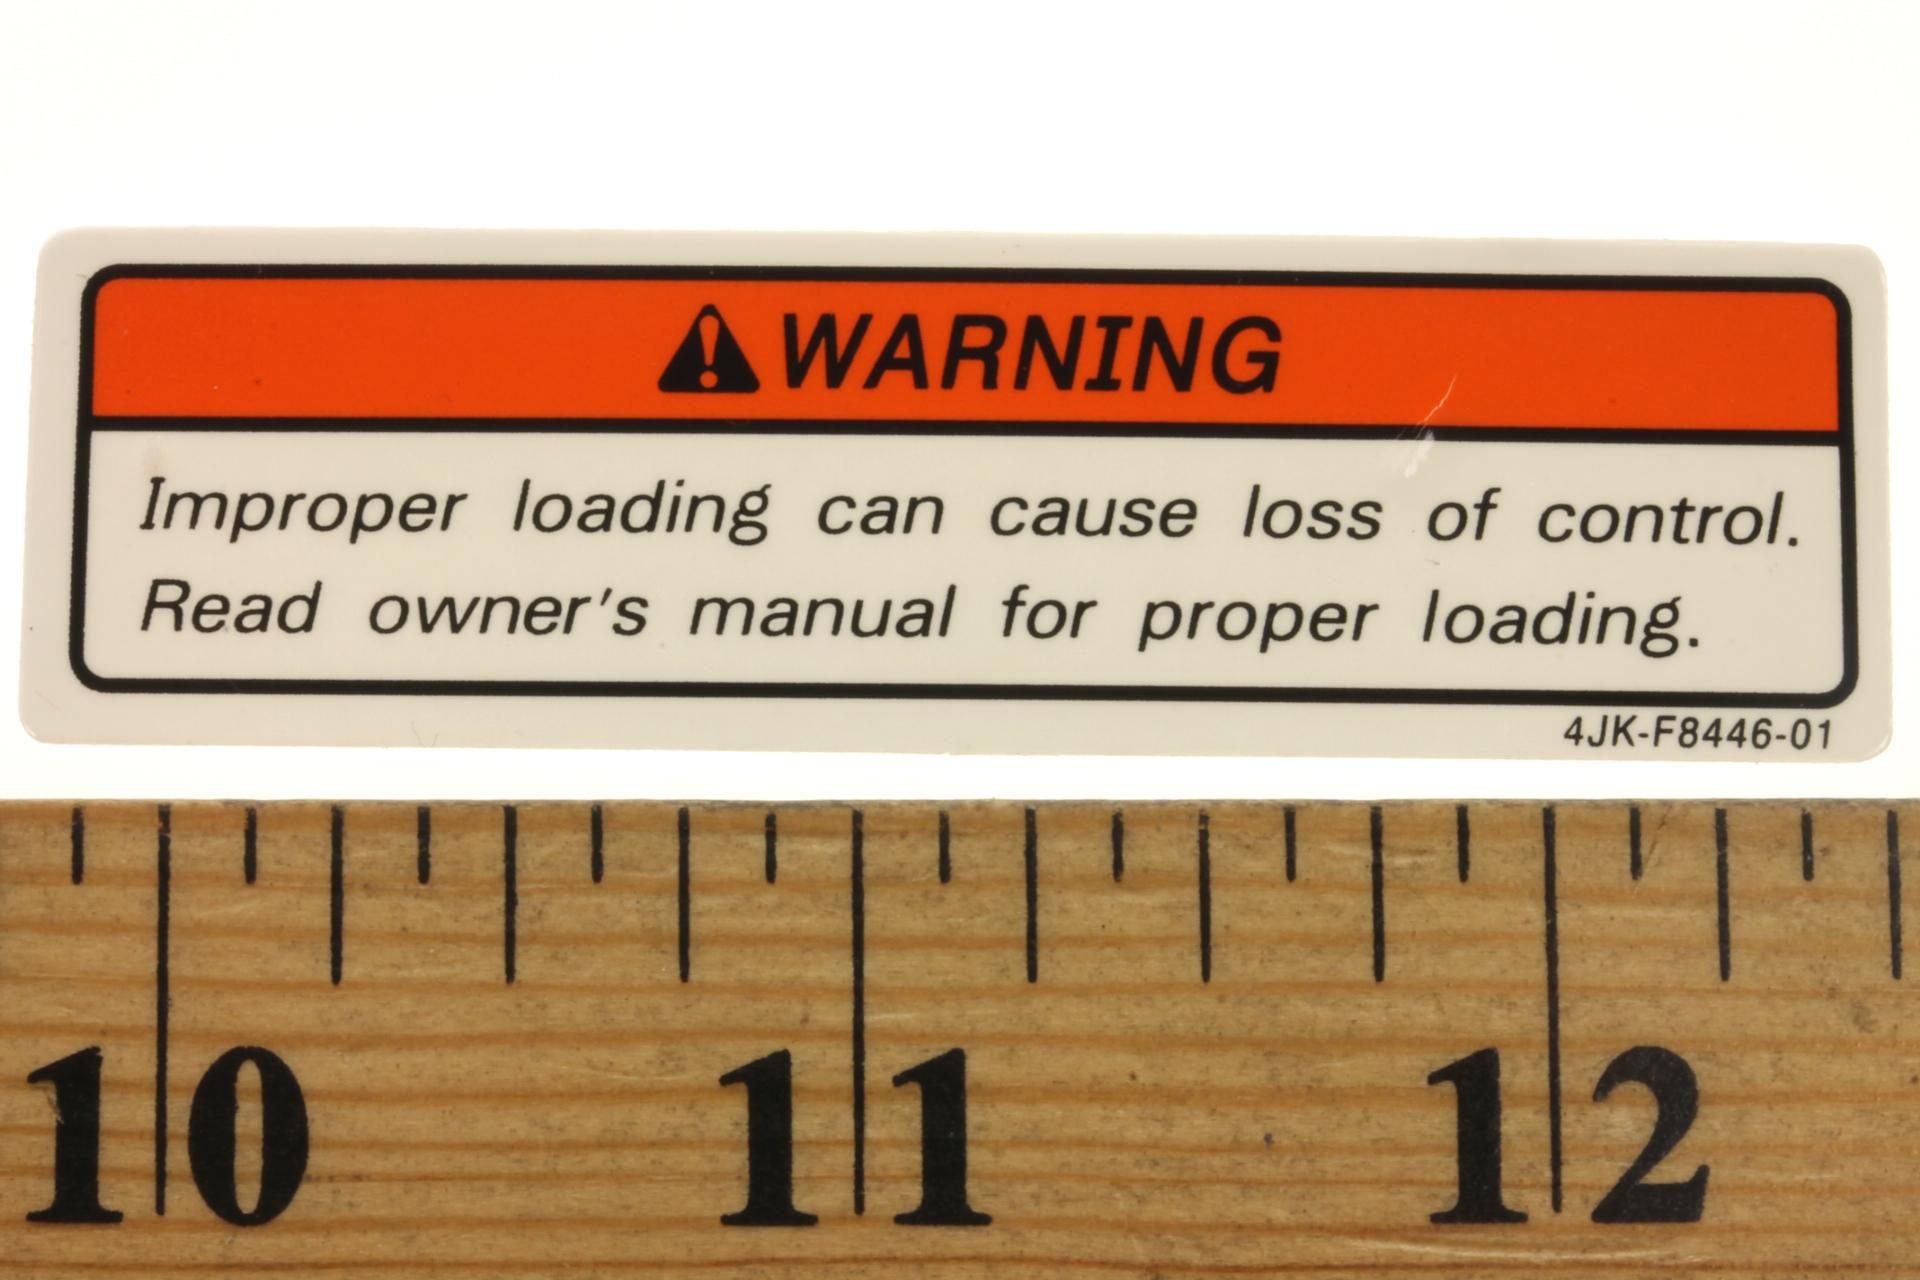 WARNING
Improper loading can cause loss of control.
Read owner's manual for proper loading.
4JK-F8446-01
10 11 12